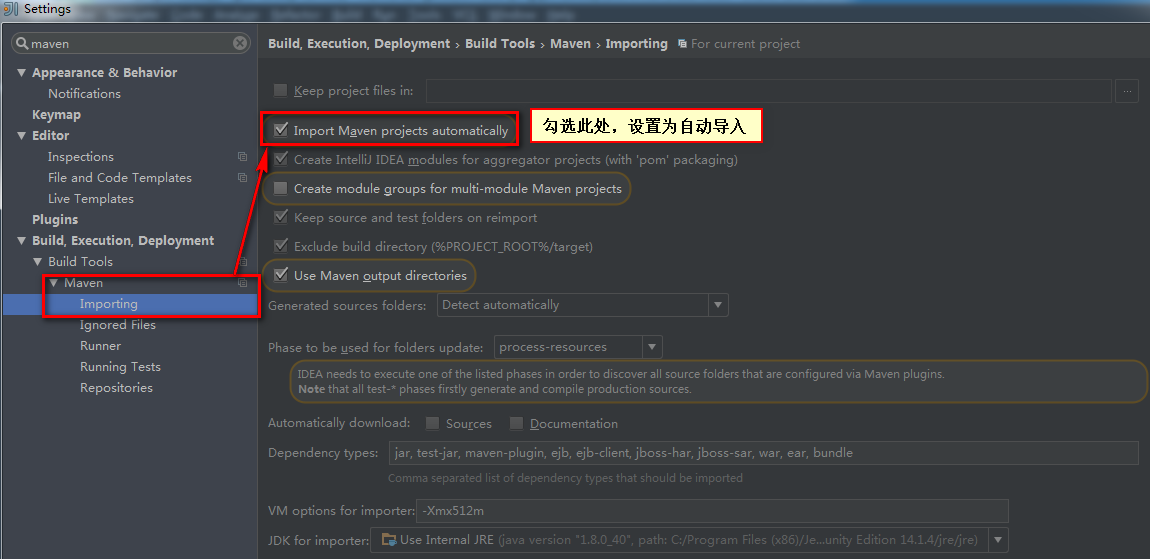 Settings
maven
Build, Execution, Deployment › Build Tools › Maven › Importing For current project
Appearance & Behavior
Notifications
Keymap
Editor
Inspections
File and Code Templates
Live Templates
Plugins
Build, Execution, Deployment
Build Tools
Maven
Importing
Ignored Files
Runner
Running Tests
Repositories
Keep project files in:
...
Import Maven projects automatically
勾选此处，设置为自动导入
Create IntelliJ IDEA modules for aggregator projects (with 'pom' packaging)
Create module groups for multi-module Maven projects
Keep source and test folders on reimport
Exclude build directory (%PROJECT_ROOT%/target)
Use Maven output directories
Generated sources folders: Detect automatically
Phase to be used for folders update: process-resources
IDEA needs to execute one of the listed phases in order to discover all source folders that are configured via Maven plugins.
Note that all test-* phases firstly generate and compile production sources.
Automatically download: Sources Documentation
Dependency types: jar, test-jar, maven-plugin, ejb, ejb-client, jboss-har, jboss-sar, war, ear, bundle
Comma separated list of dependency types that should be imported
VM options for importer: -Xmx512m
JDK for importer: Use Internal JRE (java version "1.8.0_40", path: C:/Program Files (x86)/Je...unity Edition 14.1.4/jre/jre)